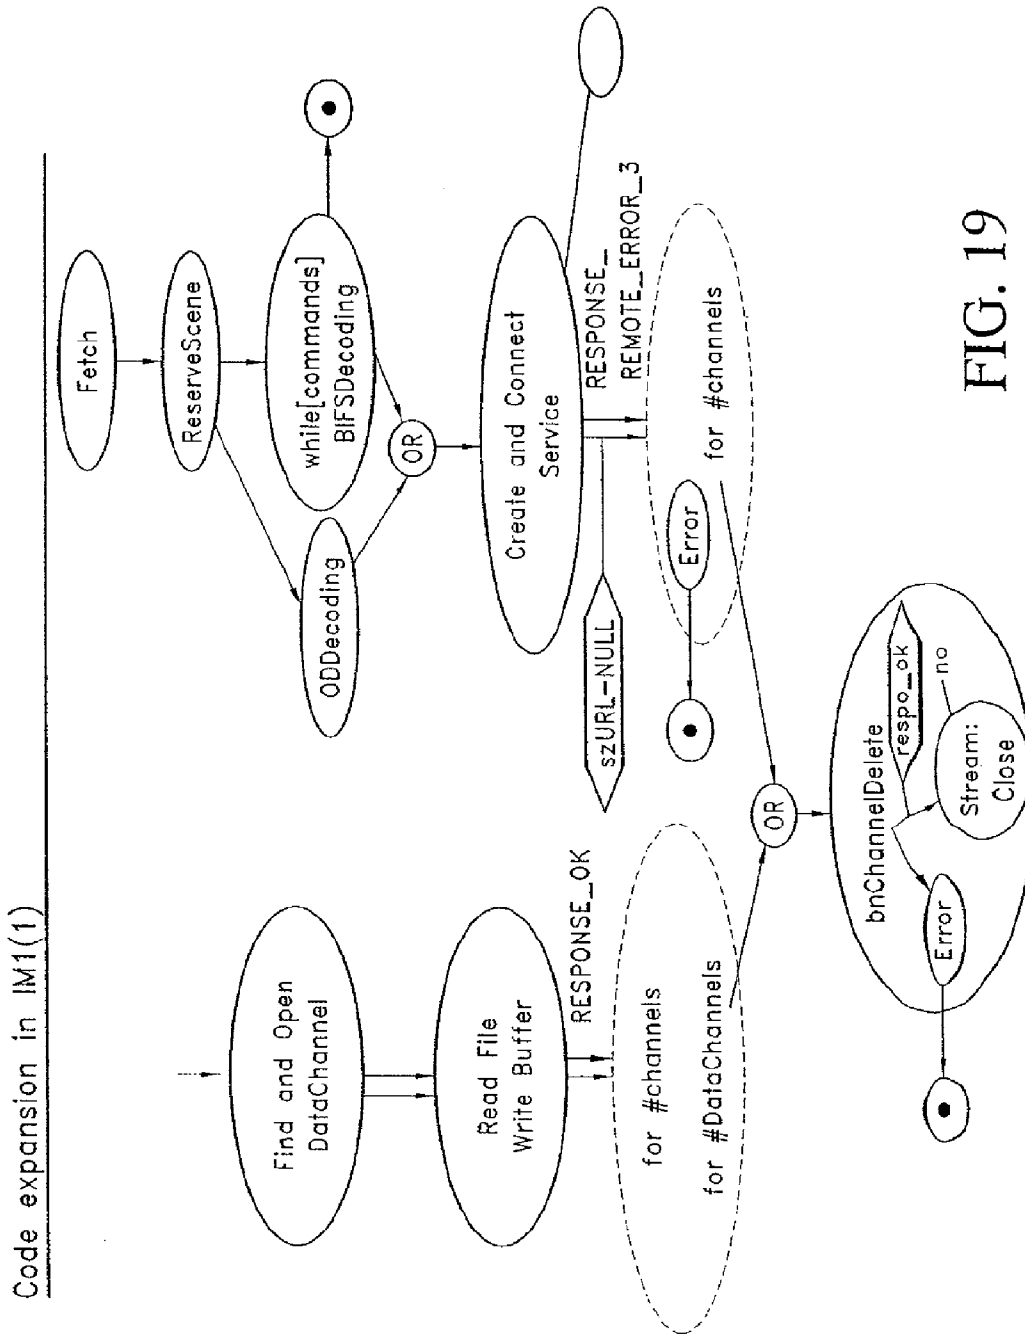 Code expansion in IM1(1)
Find and Open
DataChannel
Read File
Write Buffer
RESPONSE_OK
for #channels
for #DataChannels
Fetch
ReserveScene
while[commands]
BIFSDecoding
ODDecoding
OR
Create and Connect
Service
RESPONSE_
REMOTE_ERROR_3
szURL-NULL
Error
for #channels
OR
bnChannelDelete
respo_ok
no
Error
Stream:
Close
FIG. 19